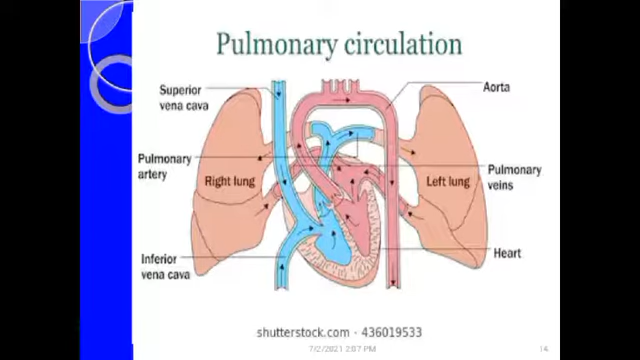 Pulmonary circulation
Superior
vena cava
Aorta
Pulmonary
artery
Right lung
Left lung
Pulmonary
veins
Inferior
vena cava
Heart
shutterstock.com · 436019533
7/2/2021 2:07 PM
14